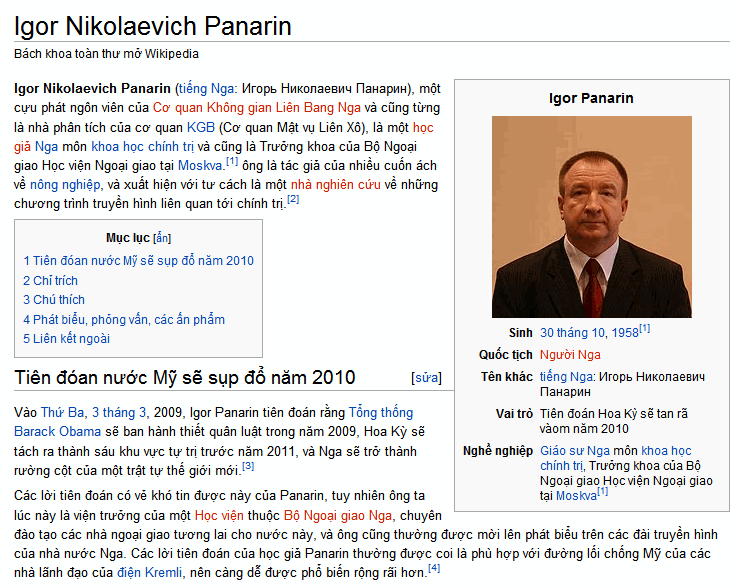 Igor Nikolaevich Panarin
Bách khoa toàn thư mở Wikipedia
Igor Nikolaevich Panarin (tiếng Nga: Игорь Николаевич Панарин), một
cựu phát ngôn viên của Cơ quan Không gian Liên Bang Nga và cũng từng
là nhà phân tích của cơ quan KGB (Cơ quan Mật vụ Liên Xô), là một học
giả Nga môn khoa học chính trị và cũng là Trưởng khoa của Bộ Ngoại
giao Học viện Ngoại giao tại Moskva.[1] ông là tác giả của nhiều cuốn ách
về nông nghiệp, và xuất hiện với tư cách là một nhà nghiên cứu về những
chương trình truyền hình liên quan tới chính trị.[2]
Mục lục [ẩn]
1 Tiên đóan nước Mỹ sẽ sụp đổ năm 2010
2 Chỉ trích
3 Chú thích
4 Phát biểu, phỏng vấn, các ấn phẩm
5 Liên kết ngoài
Igor Panarin
Sinh 30 tháng 10, 1958[1]
Quốc tịch Người Nga
Tên khác tiếng Nga: Игорь Николаевич
Панарин
Vai trò Tiên đoán Hoa Kỳ sẽ tan rã
vàom năm 2010
Nghề nghiệp Giáo sư Nga môn khoa học
chính trị, Trưởng khoa của Bộ
Ngoại giao Học viện Ngoại giao
tại Moskva[1]
Tiên đóan nước Mỹ sẽ sụp đổ năm 2010 [sửa]
Vào Thứ Ba, 3 tháng 3, 2009, Igor Panarin tiên đoán rằng Tổng thống
Barack Obama sẽ ban hành thiết quân luật trong năm 2009, Hoa Kỳ sẽ
tách ra thành sáu khu vực tự trị trước năm 2011, và Nga sẽ trở thành
rường cột của một trật tự thế giới mới.[3]
Các lời tiên đoán có vẻ khó tin được này của Panarin, tuy nhiên ông ta
lúc này là viện trưởng của một Học viện thuộc Bộ Ngoại giao Nga, chuyên
đào tạo các nhà ngoại giao tương lai cho nước này, và ông cũng thường được mời lên phát biểu trên các đài truyền hình
của nhà nước Nga. Các lời tiên đoán của học giả Panarin thường được coi là phù hợp với đường lối chống Mỹ của các
nhà lãnh đạo của điện Kremli, nên càng dễ được phổ biến rộng rãi hơn.[4]